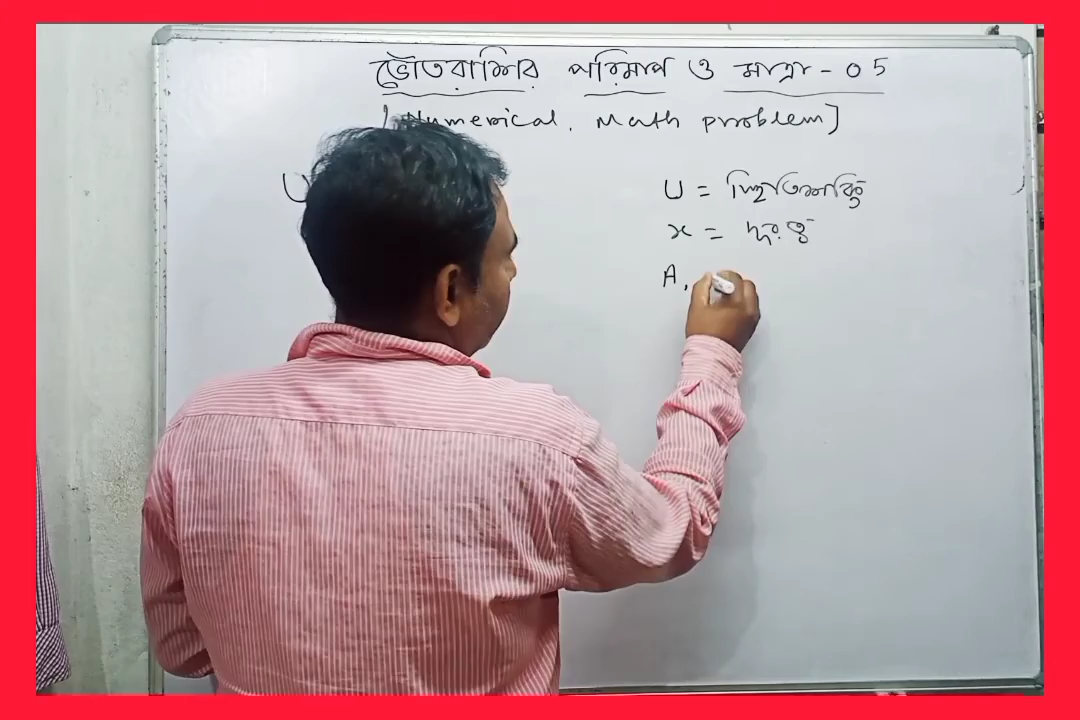 ভৌতরাশির পরিমাপ ও মাত্রা - 05
[Numerical. Math problem]
U
U = স্থিতিশক্তি
x = দূরত্ব
A,